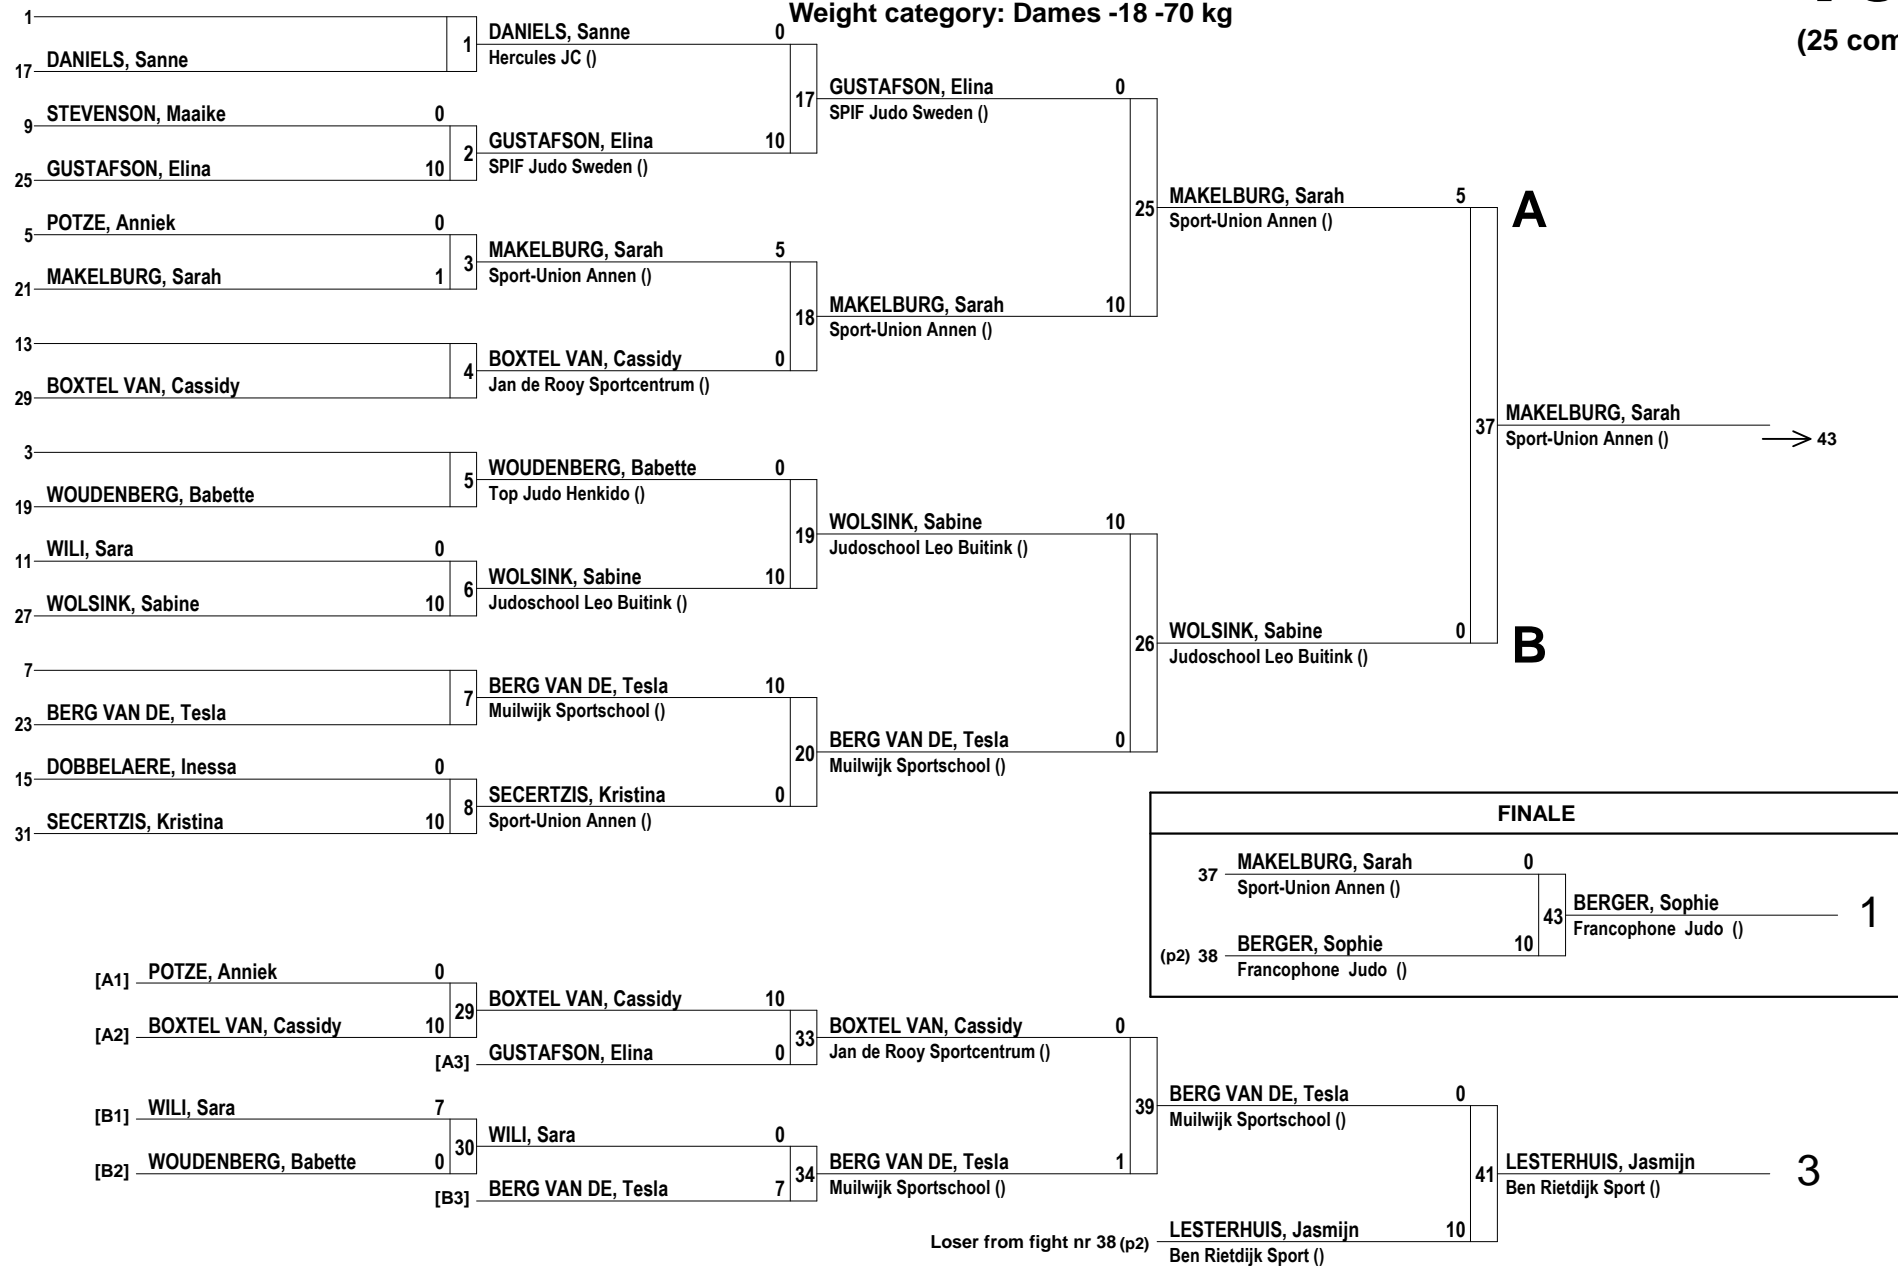 Weight category: Dames -18 -70 kg
(25 com
1
17 DANIELS, Sanne
1 DANIELS, Sanne 0
Hercules JC ()
9 STEVENSON, Maaike 0
25 GUSTAFSON, Elina 10
2 GUSTAFSON, Elina 10
SPIF Judo Sweden ()
17 GUSTAFSON, Elina 0
SPIF Judo Sweden ()
5 POTZE, Anniek 0
21 MAKELBURG, Sarah 1
3 MAKELBURG, Sarah 5
Sport-Union Annen ()
13
29 BOXTEL VAN, Cassidy
4 BOXTEL VAN, Cassidy 0
Jan de Rooy Sportcentrum ()
18 MAKELBURG, Sarah 10
Sport-Union Annen ()
25 MAKELBURG, Sarah 5 A
Sport-Union Annen ()
3
19 WOUDENBERG, Babette
5 WOUDENBERG, Babette 0
Top Judo Henkido ()
11 WILI, Sara 0
27 WOLSINK, Sabine 10
6 WOLSINK, Sabine 10
Judoschool Leo Buitink ()
19 WOLSINK, Sabine 10
Judoschool Leo Buitink ()
7
23 BERG VAN DE, Tesla
7 BERG VAN DE, Tesla 10
Muilwijk Sportschool ()
15 DOBBELAERE, Inessa 0
31 SECERTZIS, Kristina 10
8 SECERTZIS, Kristina 0
Sport-Union Annen ()
20 BERG VAN DE, Tesla 0
Muilwijk Sportschool ()
26 WOLSINK, Sabine 0 B
Judoschool Leo Buitink ()
37 MAKELBURG, Sarah
Sport-Union Annen () 43
FINALE
37 MAKELBURG, Sarah 0
Sport-Union Annen ()
(p2) 38 BERGER, Sophie 10
Francophone Judo ()
43 BERGER, Sophie 1
Francophone Judo ()
[A1] POTZE, Anniek 0
[A2] BOXTEL VAN, Cassidy 10
29 BOXTEL VAN, Cassidy 10
[A3] GUSTAFSON, Elina 0
33 BOXTEL VAN, Cassidy 0
Jan de Rooy Sportcentrum ()
[B1] WILI, Sara 7
[B2] WOUDENBERG, Babette 0
30 WILI, Sara 0
[B3] BERG VAN DE, Tesla 7
34 BERG VAN DE, Tesla 1
Muilwijk Sportschool ()
39 BERG VAN DE, Tesla 0
Muilwijk Sportschool ()
Loser from fight nr 38 (p2) LESTERHUIS, Jasmijn 10
Ben Rietdijk Sport ()
41 LESTERHUIS, Jasmijn 3
Ben Rietdijk Sport ()